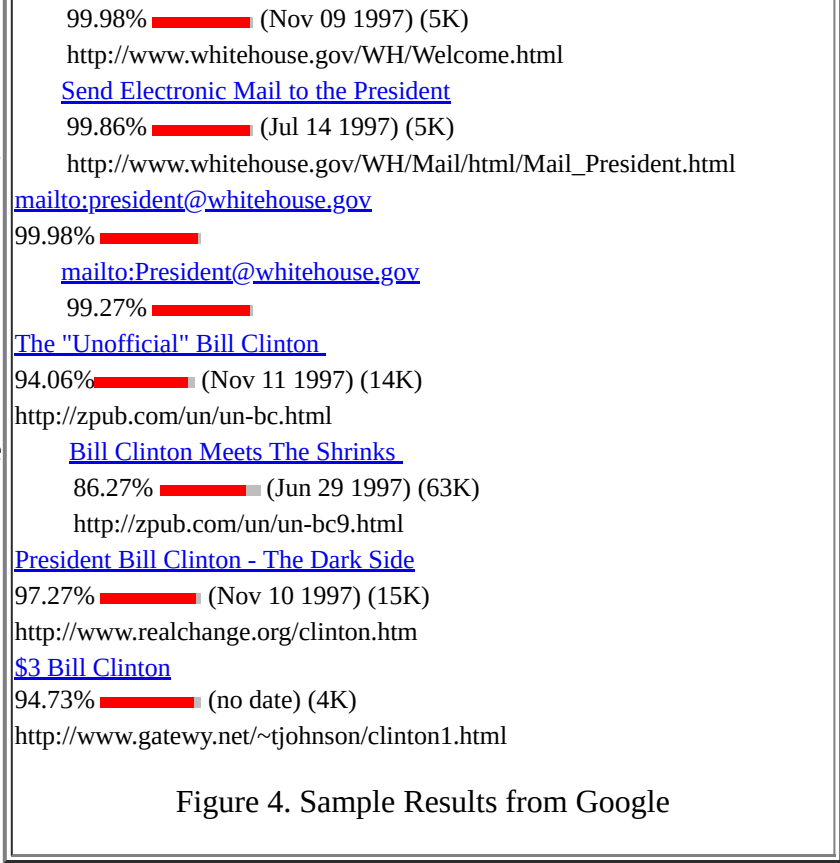 99.98% (Nov 09 1997) (5K)
http://www.whitehouse.gov/WH/Welcome.html
Send Electronic Mail to the President
99.86% (Jul 14 1997) (5K)
http://www.whitehouse.gov/WH/Mail/html/Mail_President.html
mailto:president@whitehouse.gov
99.98%
mailto:President@whitehouse.gov
99.27%
The "Unofficial" Bill Clinton
94.06% (Nov 11 1997) (14K)
http://zpub.com/un/un-bc.html
Bill Clinton Meets The Shrinks
86.27% (Jun 29 1997) (63K)
http://zpub.com/un/un-bc9.html
President Bill Clinton - The Dark Side
97.27% (Nov 10 1997) (15K)
http://www.realchange.org/clinton.htm
$3 Bill Clinton
94.73% (no date) (4K)
http://www.gatewy.net/~tjohnson/clinton1.html
Figure 4. Sample Results from Google